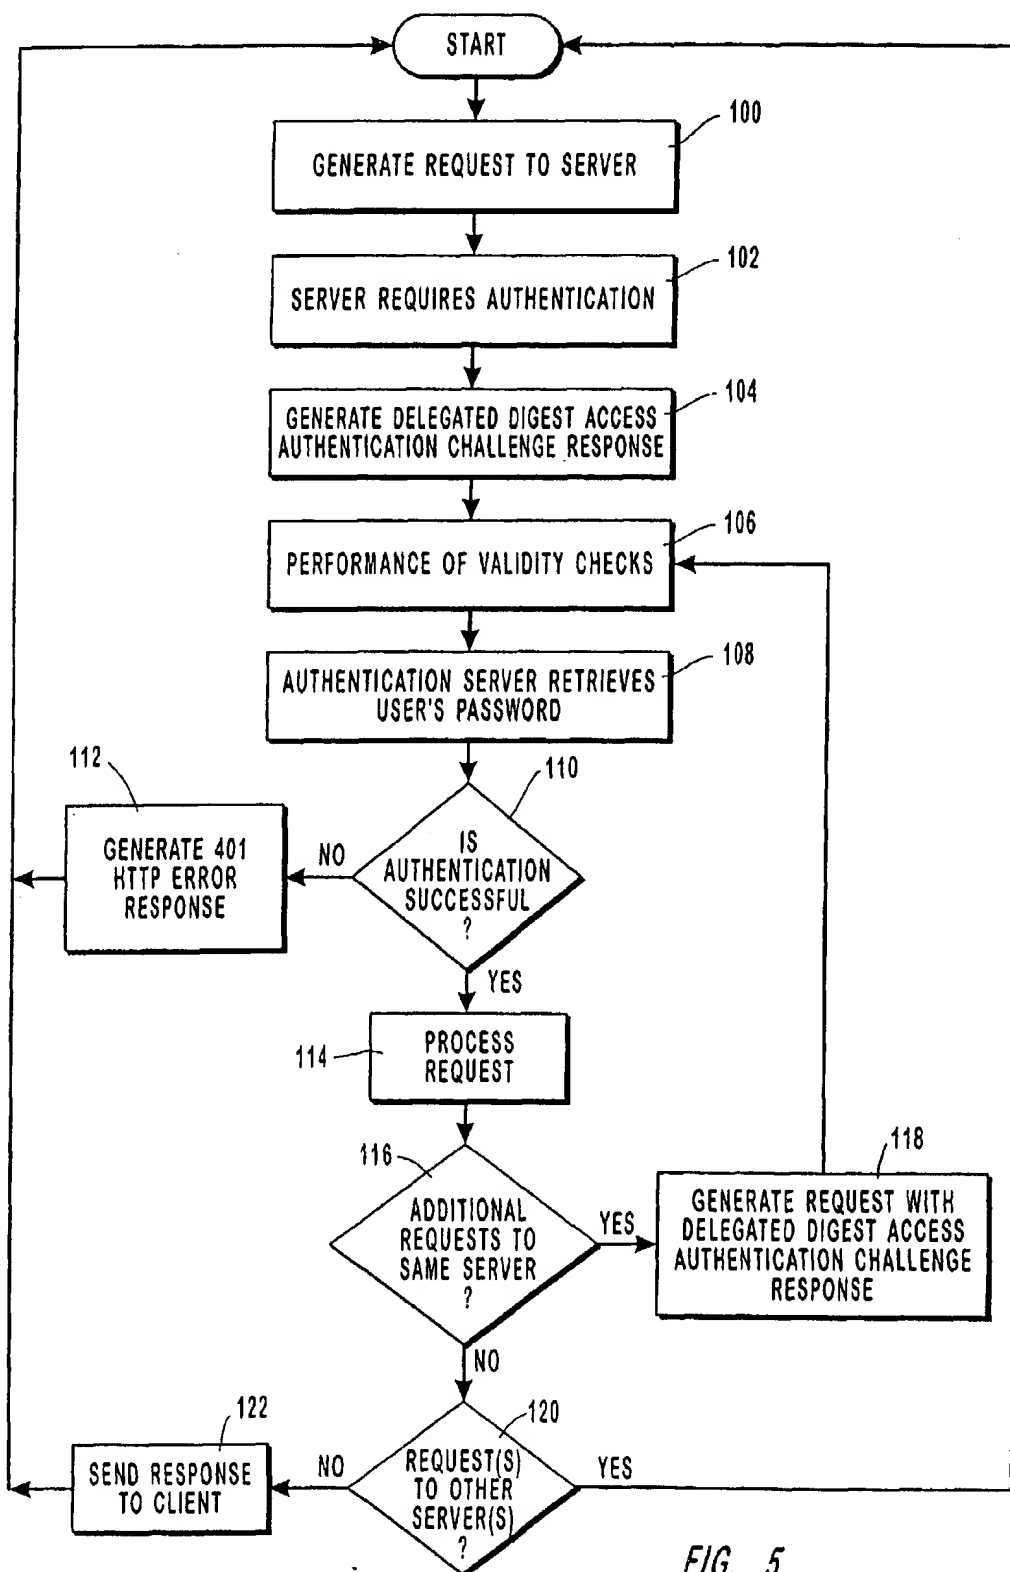 START
100
GENERATE REQUEST TO SERVER
102
SERVER REQUIRES AUTHENTICATION
104
GENERATE DELEGATED DIGEST ACCESS
AUTHENTICATION CHALLENGE RESPONSE
106
PERFORMANCE OF VALIDITY CHECKS
108
AUTHENTICATION SERVER RETRIEVES
USER'S PASSWORD
112
110
GENERATE 401
HTTP ERROR
RESPONSE
NO
IS
AUTHENTICATION
SUCCESSFUL
?
YES
114
PROCESS
REQUEST
116
118
ADDITIONAL
REQUESTS TO
SAME SERVER
?
YES
GENERATE REQUEST WITH
DELEGATED DIGEST ACCESS
AUTHENTICATION CHALLENGE
RESPONSE
NO
122
120
SEND RESPONSE
TO CLIENT
NO
REQUEST(S)
TO OTHER
SERVER(S)
?
YES
FIG. 5